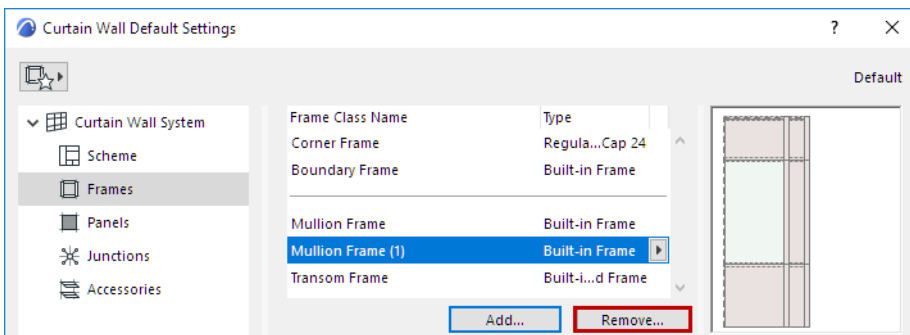 Curtain Wall Default Settings
?
Default
Curtain Wall System
Scheme
Frames
Panels
Junctions
Accessories
Frame Class Name Type
Corner Frame Regula...Cap 24
Boundary Frame Built-in Frame
Mullion Frame Built-in Frame
Mullion Frame (1) Built-in Frame
Transom Frame Built-i...d Frame
Add... Remove...